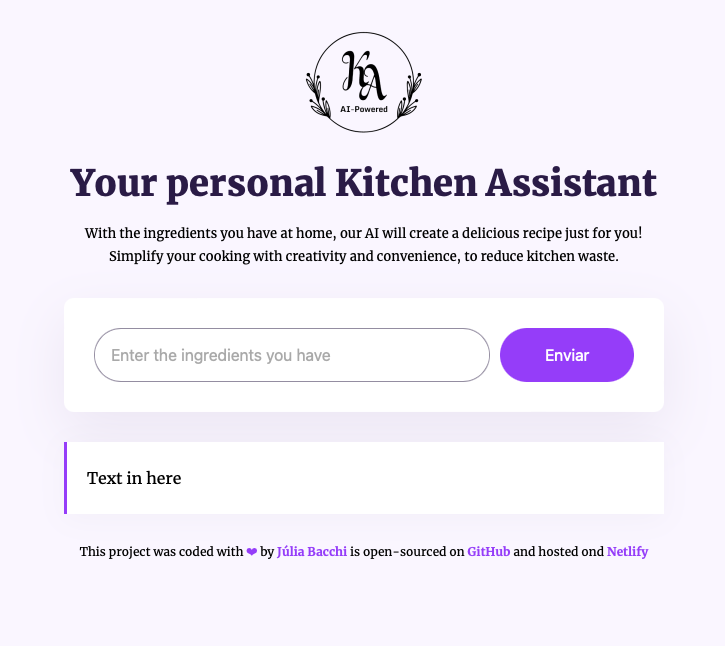 KA
AI-Powered
Your personal Kitchen Assistant
With the ingredients you have at home, our AI will create a delicious recipe just for you!
Simplify your cooking with creativity and convenience, to reduce kitchen waste.
Enter the ingredients you have
Enviar
Text in here
This project was coded with ❤ by Júlia Bacchi is open-sourced on GitHub and hosted ond Netlify